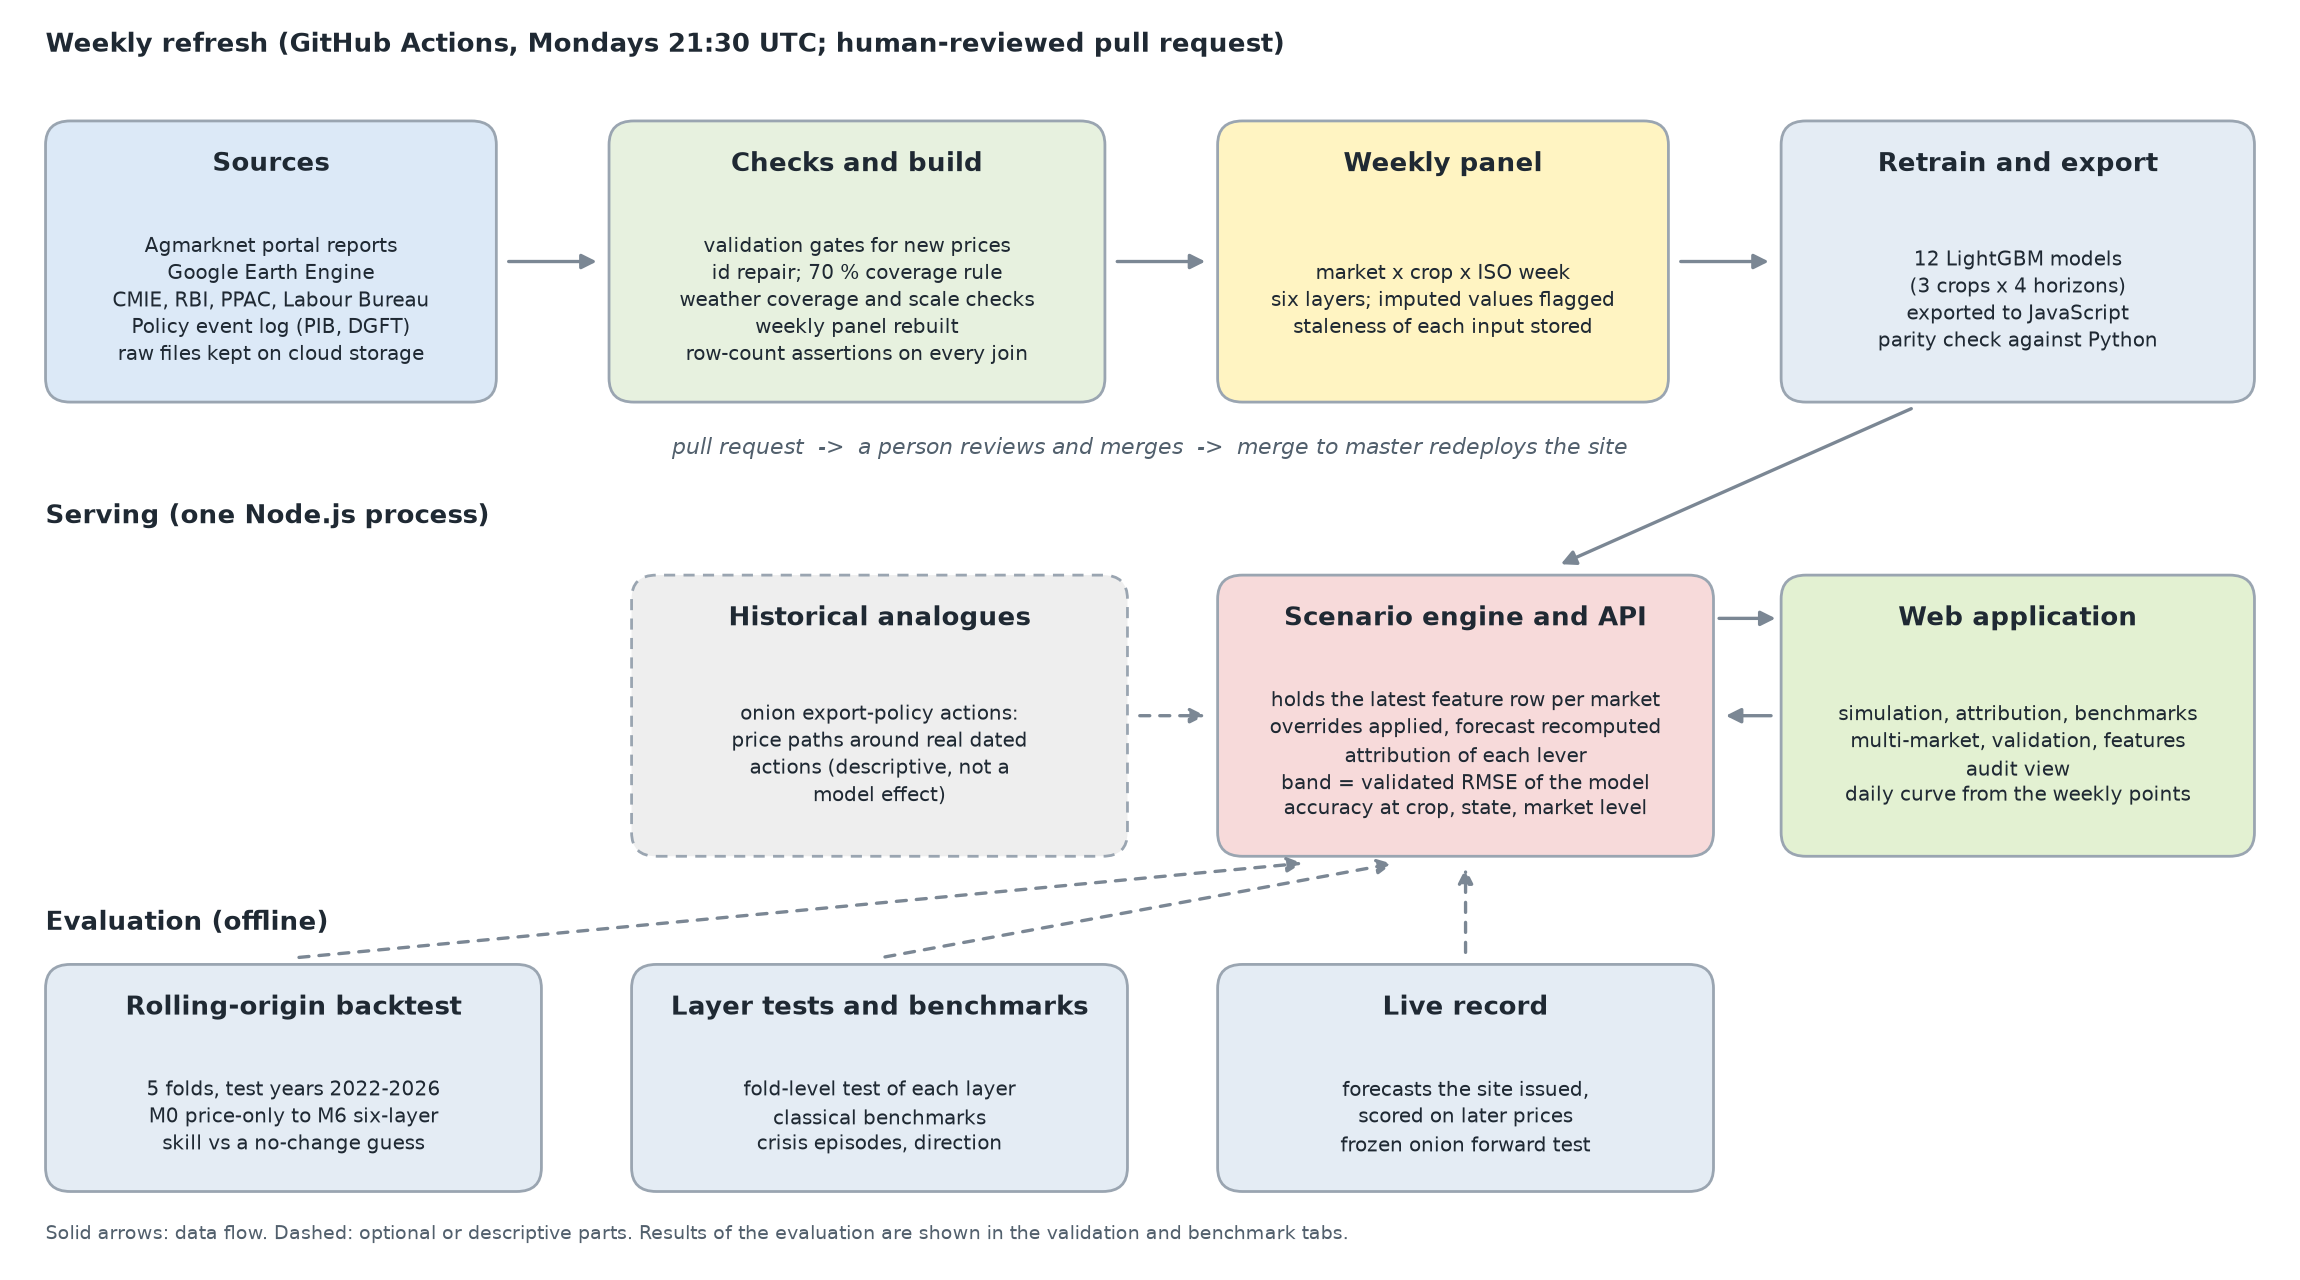 Weekly refresh (GitHub Actions, Mondays 21:30 UTC; human-reviewed pull request)
Sources
Agmarknet portal reports
Google Earth Engine
CMIE, RBI, PPAC, Labour Bureau
Policy event log (PIB, DGFT)
raw files kept on cloud storage
Checks and build
validation gates for new prices
id repair; 70 % coverage rule
weather coverage and scale checks
weekly panel rebuilt
row-count assertions on every join
Weekly panel
market x crop x ISO week
six layers; imputed values flagged
staleness of each input stored
Retrain and export
12 LightGBM models
(3 crops x 4 horizons)
exported to JavaScript
parity check against Python
pull request -> a person reviews and merges -> merge to master redeploys the site
Serving (one Node.js process)
Historical analogues
onion export-policy actions:
price paths around real dated
actions (descriptive, not a
model effect)
Scenario engine and API
holds the latest feature row per market
overrides applied, forecast recomputed
attribution of each lever
band = validated RMSE of the model
accuracy at crop, state, market level
Web application
simulation, attribution, benchmarks
multi-market, validation, features
audit view
daily curve from the weekly points
Evaluation (offline)
Rolling-origin backtest
5 folds, test years 2022-2026
M0 price-only to M6 six-layer
skill vs a no-change guess
Layer tests and benchmarks
fold-level test of each layer
classical benchmarks
crisis episodes, direction
Live record
forecasts the site issued,
scored on later prices
frozen onion forward test
Solid arrows: data flow. Dashed: optional or descriptive parts. Results of the evaluation are shown in the validation and benchmark tabs.